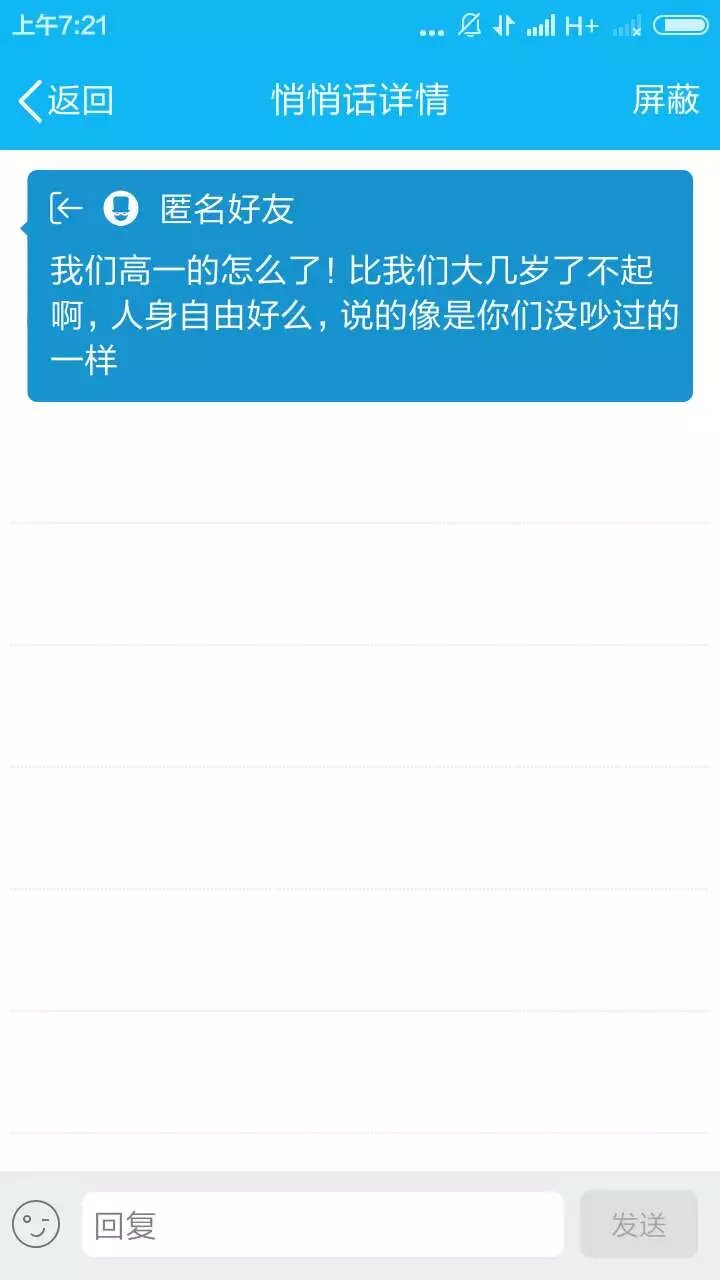 上午7:21
... H+
返回 悄悄话详情 屏蔽
匿名好友
我们高一的怎么了！比我们大几岁了不起
啊，人身自由好么，说的像是你们没吵过的
一样
回复 发送